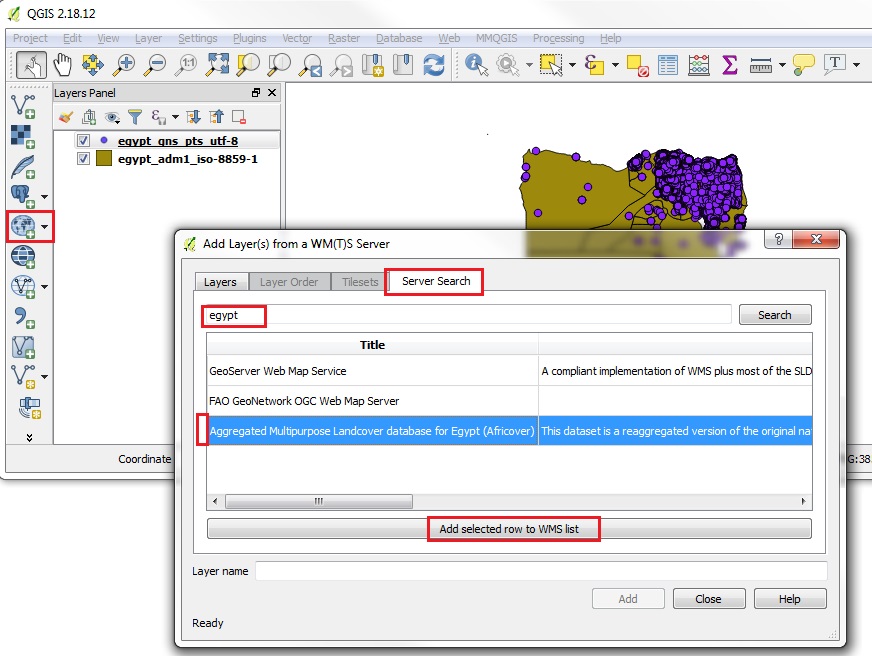 QGIS 2.18.12
Project Edit View Layer Settings Plugins Vector Raster Database Web MMQGIS Processing Help
1:1
Σ
T
Layers Panel
egypt_gns_pts_utf-8
egypt_adm1_iso-8859-1
Add Layer(s) from a WM(T)S Server
?
Layers Layer Order Tilesets Server Search
egypt Search
Title
GeoServer Web Map Service A compliant implementation of WMS plus most of the SLD
FAO GeoNetwork OGC Web Map Server
Aggregated Multipurpose Landcover database for Egypt (Africover) This dataset is a reaggregated version of the original nat
Coordinate
G:38
Add selected row to WMS list
Layer name
Add Close Help
Ready